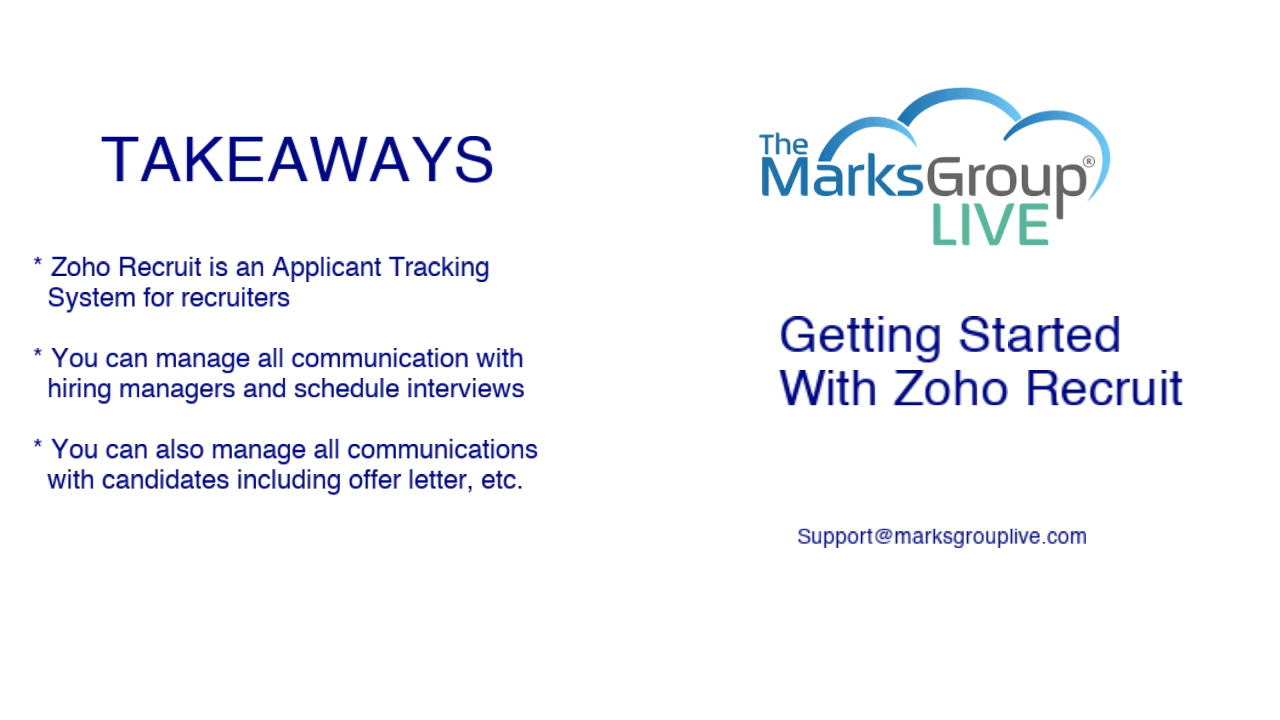 TAKEAWAYS
* Zoho Recruit is an Applicant Tracking
System for recruiters
* You can manage all communication with
hiring managers and schedule interviews
* You can also manage all communications
with candidates including offer letter, etc.
The
MarksGroup®
LIVE
Getting Started
With Zoho Recruit
Support@marksgrouplive.com